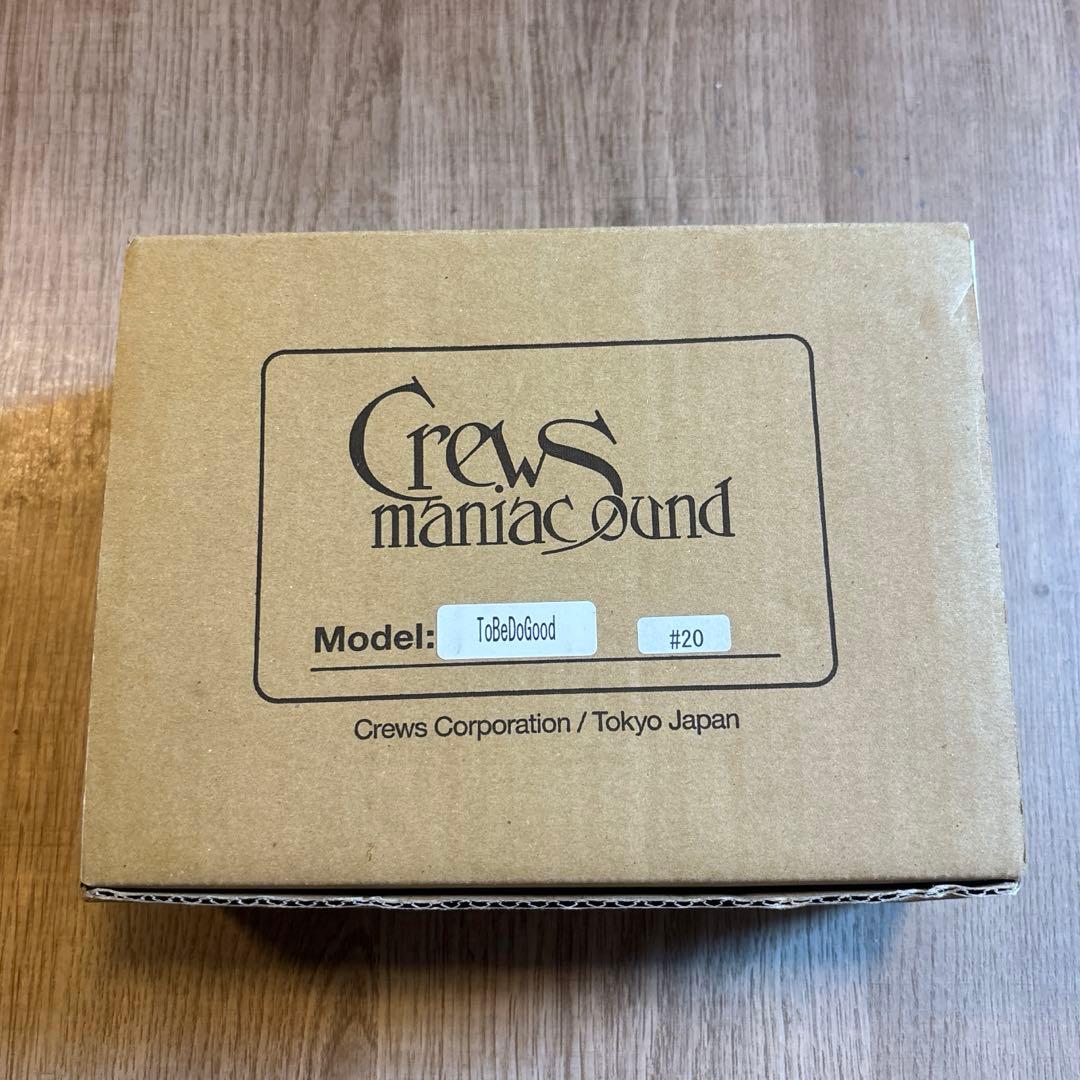 Crews
maniac Sound
Model: ToBeDoGood #20
Crews Corporation / Tokyo Japan